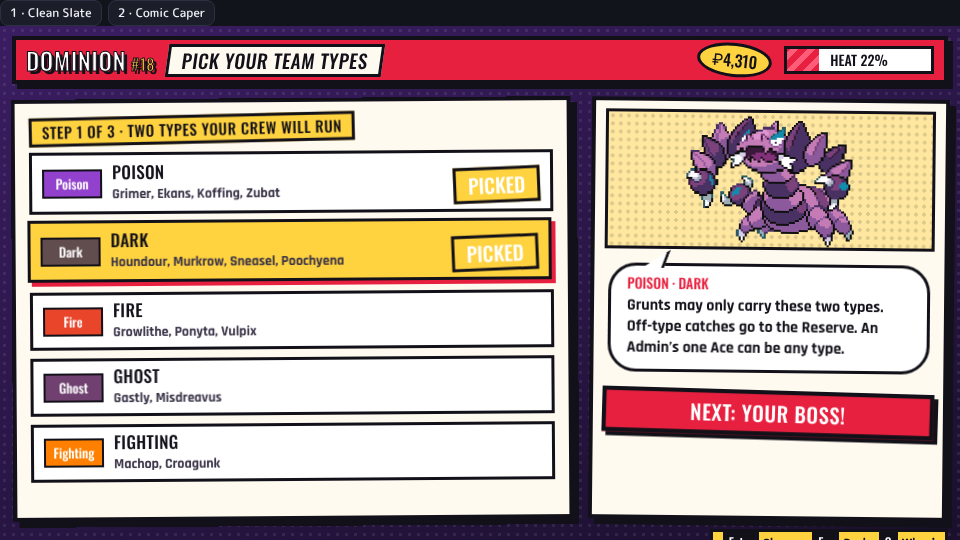 1 · Clean Slate
2 · Comic Caper
DOMINION #18
PICK YOUR TEAM TYPES
₽4,310
HEAT 22%
STEP 1 OF 3 · TWO TYPES YOUR CREW WILL RUN
Poison
POISON
Grimer, Ekans, Koffing, Zubat
PICKED
Dark
DARK
Houndour, Murkrow, Sneasel, Poochyena
PICKED
Fire
FIRE
Growlithe, Ponyta, Vulpix
Ghost
GHOST
Gastly, Misdreavus
Fighting
FIGHTING
Machop, Croagunk
POISON · DARK
Grunts may only carry these two types.
Off-type catches go to the Reserve. An
Admin's one Ace can be any type.
NEXT: YOUR BOSS!